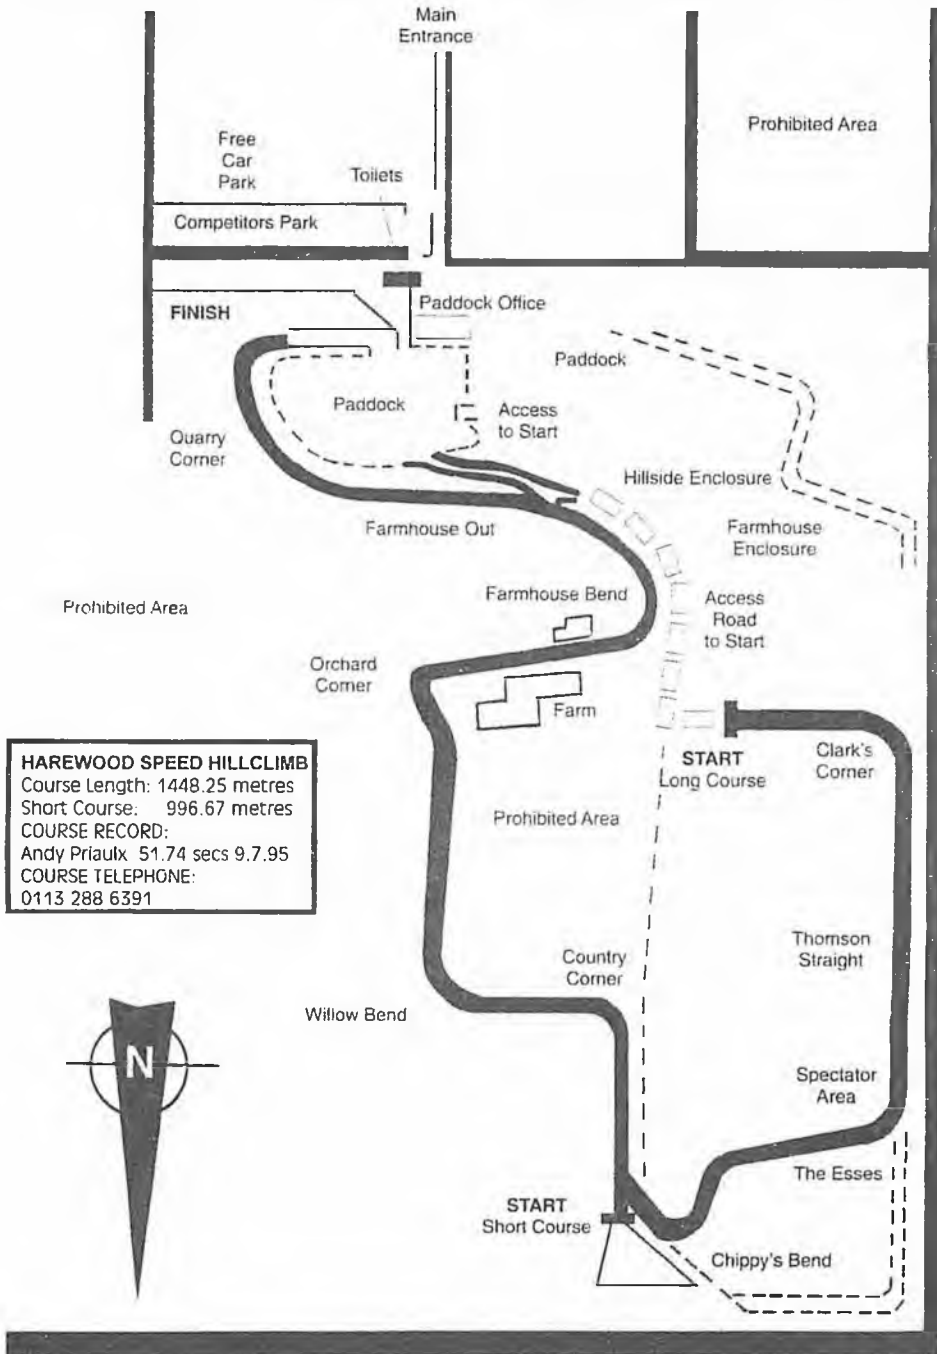 Main
Entrance
Prohibited Area
Free
Car
Park
Toilets
Competitors Park
FINISH
Paddock Office
Paddock
Paddock
Access
to Start
Quarry
Corner
Hillside Enclosure
Farmhouse Out
Farmhouse
Enclosure
Farmhouse Bend
Prohibited Area
Access
Road
to Start
Orchard
Corner
Farm
HAREWOOD SPEED HILLCLIMB
Course Length: 1448.25 metres
Short Course: 996.67 metres
COURSE RECORD:
Andy Priaulx 51.74 secs 9.7.95
COURSE TELEPHONE:
0113 288 6391
START
Long Course
Clark's
Corner
Prohibited Area
Thomson
Straight
Country
Corner
Willow Bend
N
Spectator
Area
The Esses
START
Short Course
Chippy's Bend